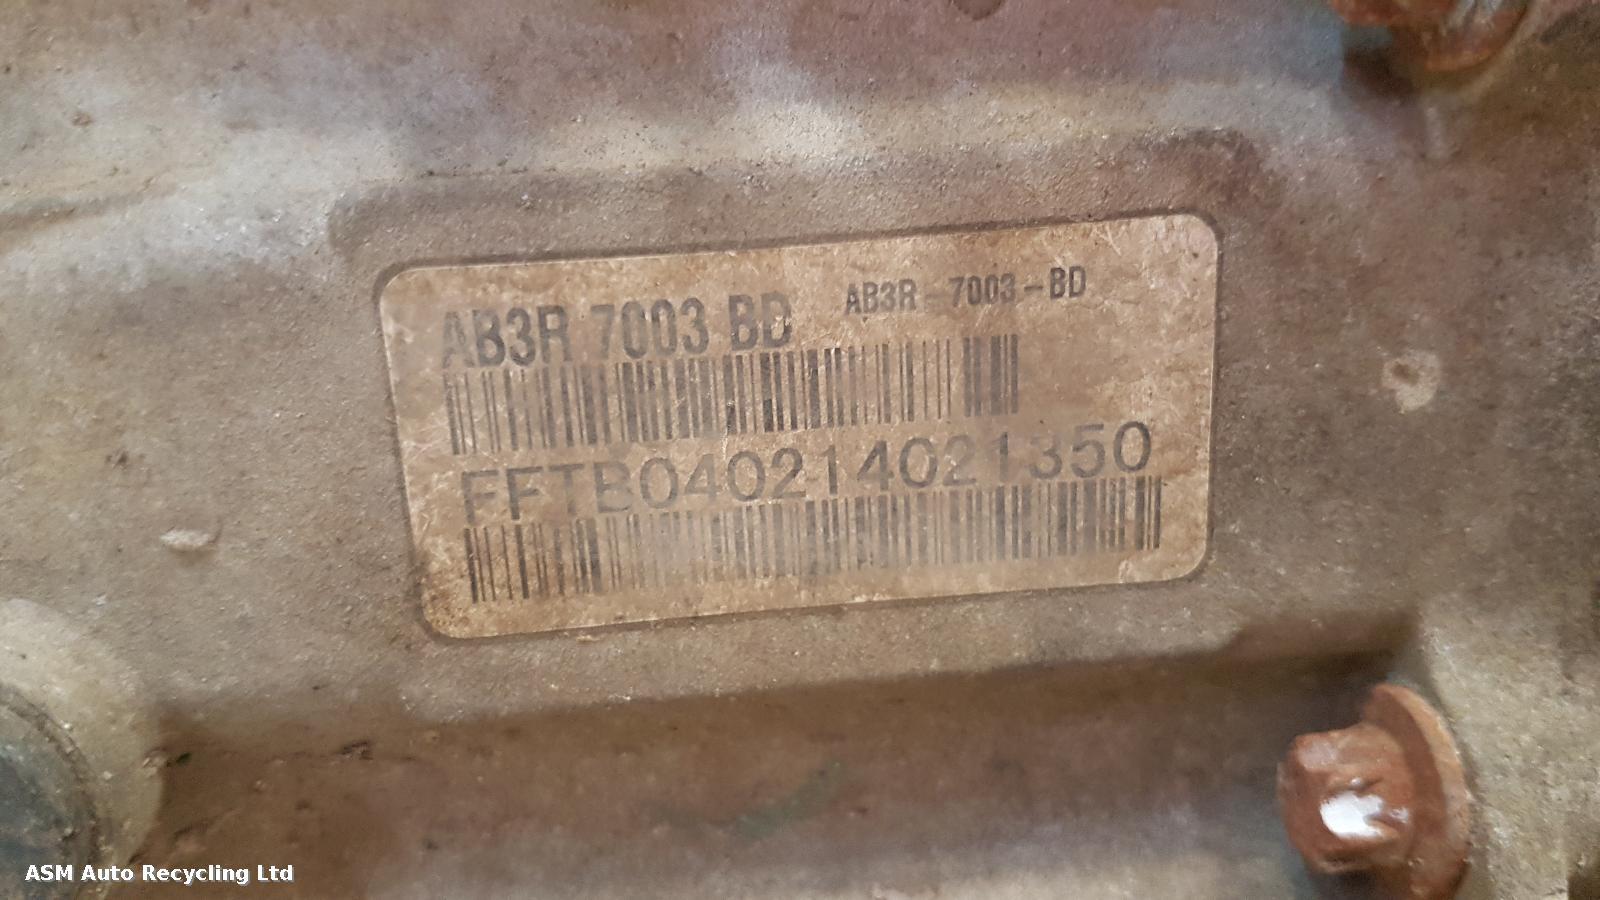 AB3R 7003 BD AB3R-7003-BD
FFTB040214021350
ASM Auto Recycling Ltd